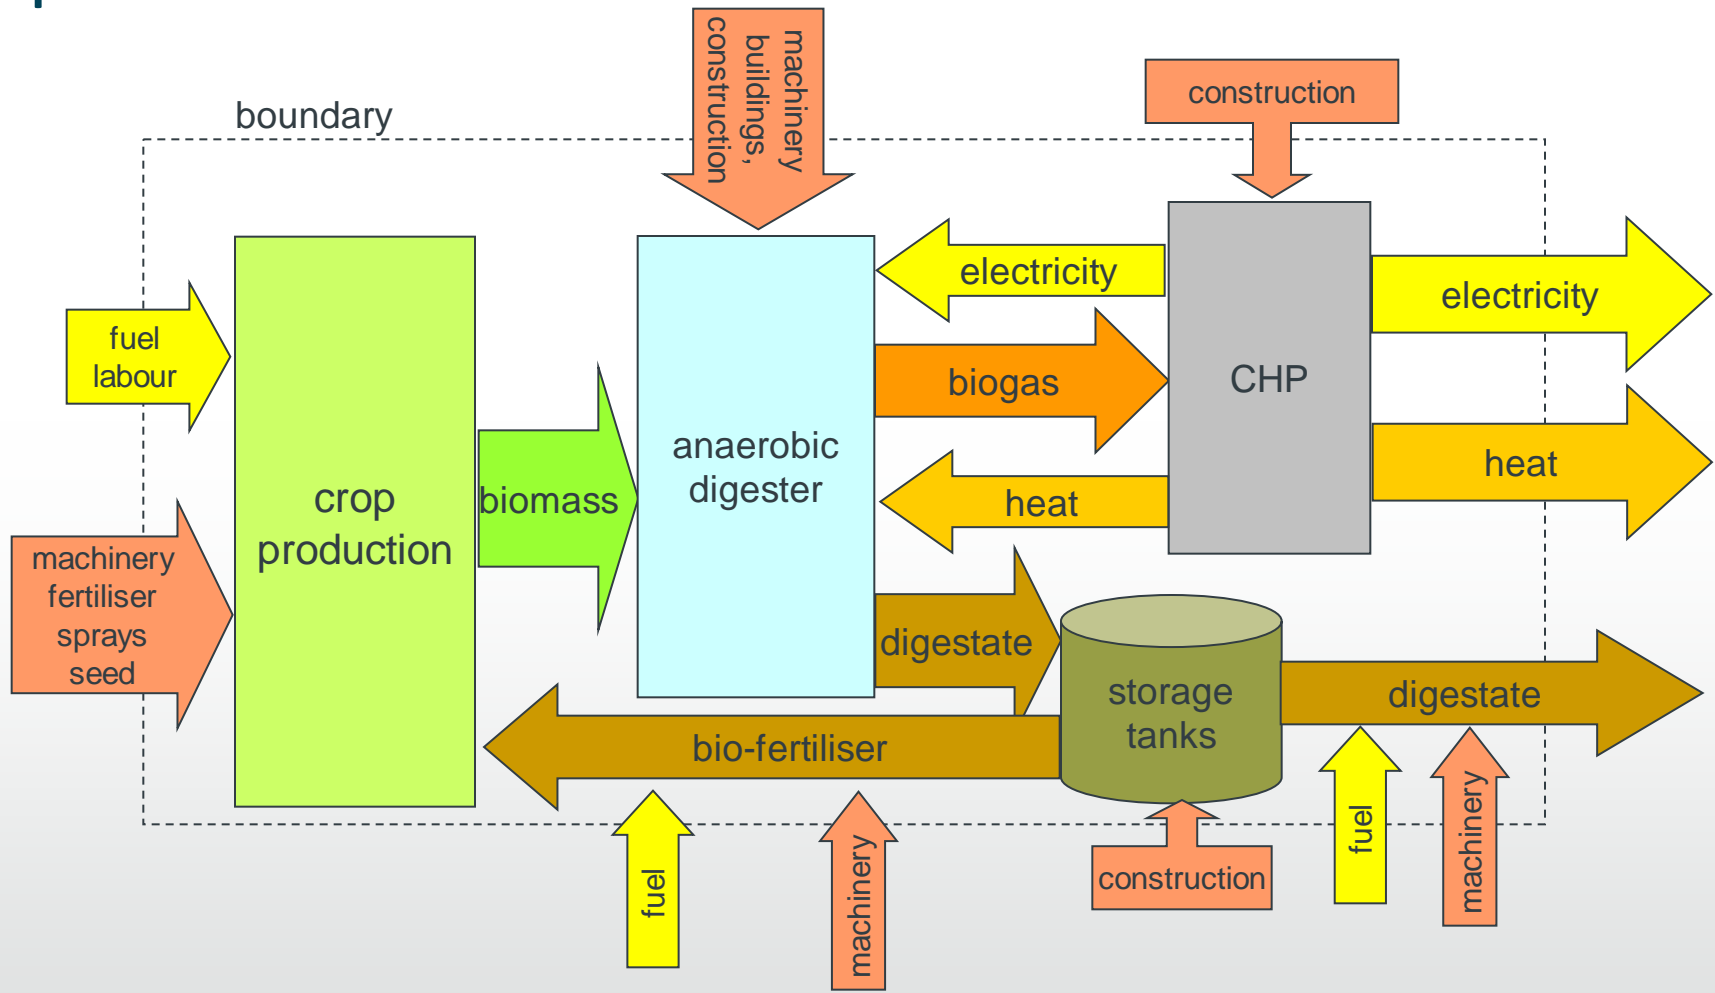 boundary
machinery
buildings,
construction
construction
fuel
labour
electricity
electricity
biogas
CHP
anaerobic
digester
heat
heat
crop
production
biomass
machinery
fertiliser
sprays
seed
digestate
storage
tanks
digestate
bio-fertiliser
fuel
machinery
construction
fuel
machinery